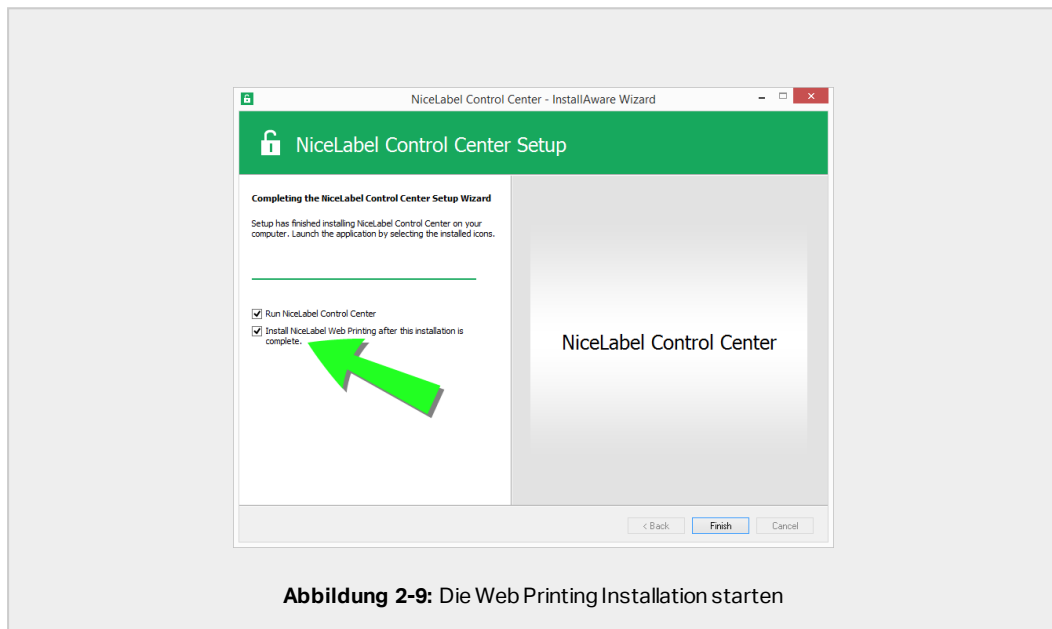 NiceLabel Control Center - InstallAware Wizard
NiceLabel Control Center Setup
Completing the NiceLabel Control Center Setup Wizard
Setup has finished installing NiceLabel Control Center on your
computer. Launch the application by selecting the installed icons.
Run NiceLabel Control Center
Install NiceLabel Web Printing after this installation is
complete.
NiceLabel Control Center
< Back
Finish
Cancel
Abbildung 2-9: Die Web Printing Installation starten